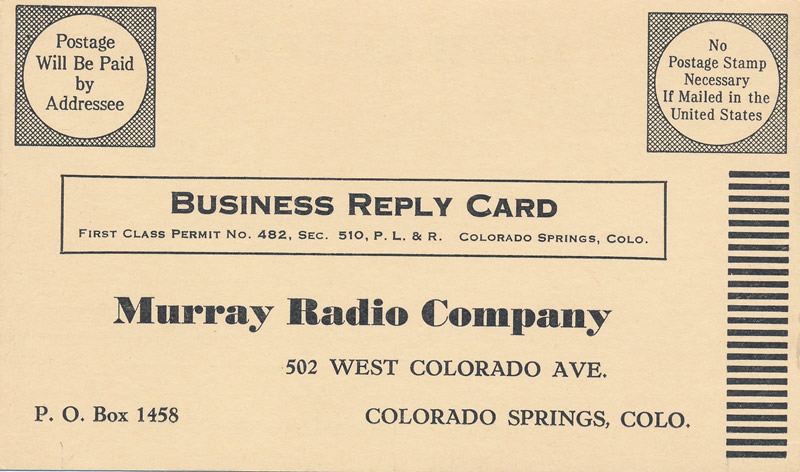 Postage
Will Be Paid
by
Addressee
No
Postage Stamp
Necessary
If Mailed in the
United States
BUSINESS REPLY CARD
FIRST CLASS PERMIT NO. 482, SEC. 510, P. L. & R. COLORADO SPRINGS, COLO.
Murray Radio Company
502 WEST COLORADO AVE.
P. O. Box 1458
COLORADO SPRINGS, COLO.